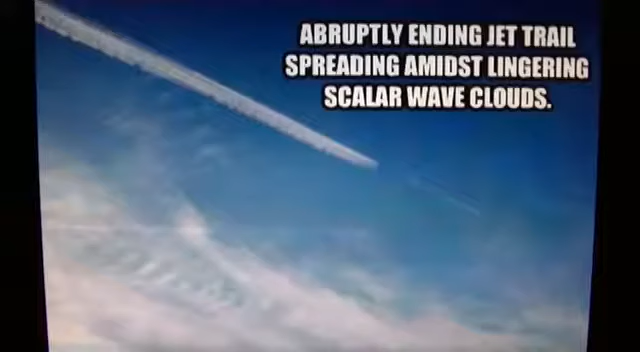 ABRUPTLY ENDING JET TRAIL
SPREADING AMIDST LINGERING
SCALAR WAVE CLOUDS.